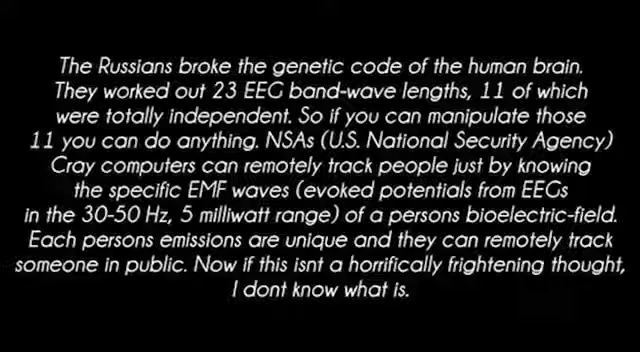 The Russians broke the genetic code of the human brain.
They worked out 23 EEG band-wave lengths, 11 of which
were totally independent. So if you can manipulate those
11 you can do anything. NSAs (U.S. National Security Agency)
Cray computers can remotely track people just by knowing
the specific EMF waves (evoked potentials from EEGs
in the 30-50 Hz, 5 milliwatt range) of a persons bioelectric-field.
Each persons emissions are unique and they can remotely track
someone in public. Now if this isnt a horrifically frightening thought,
I dont know what is.